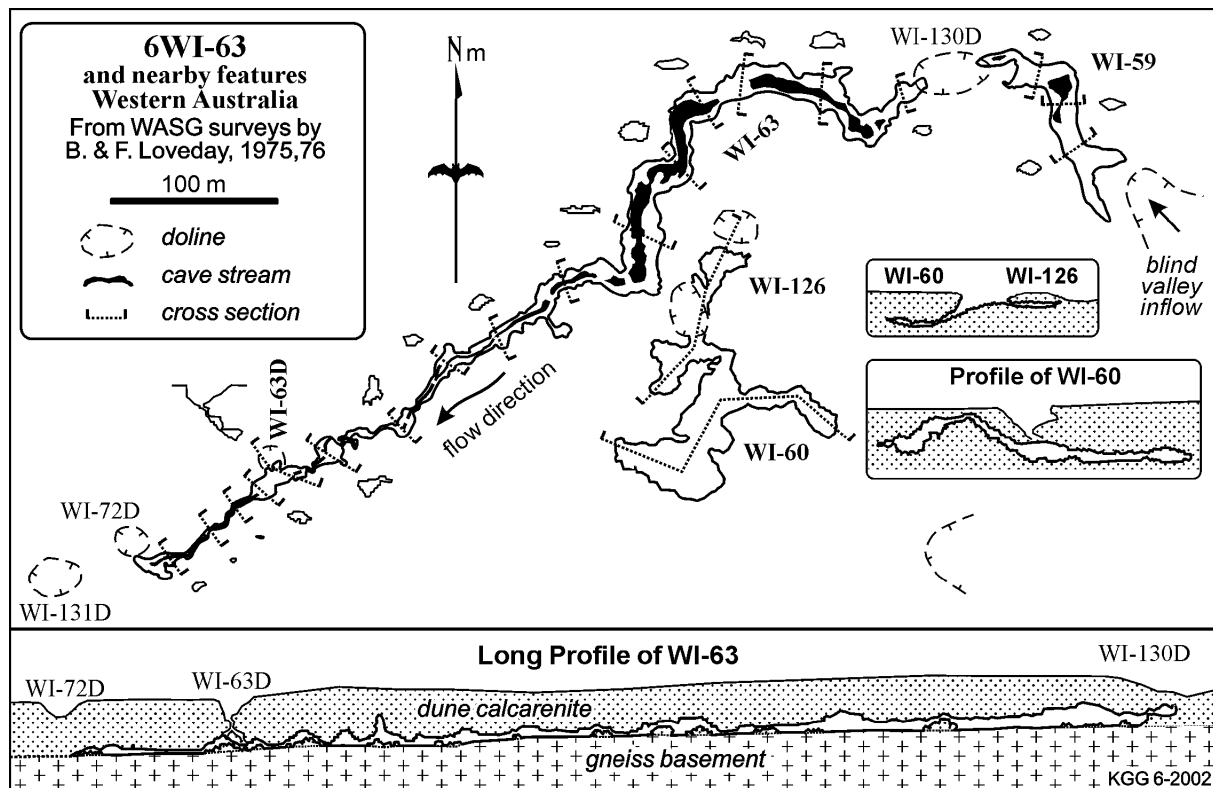 6WI-63
and nearby features
Western Australia
From WASG surveys by
B. & F. Loveday, 1975,76
100 m
doline
cave stream
cross section
Nm
WI-130D
WI-59
WI-63
blind
valley
inflow
WI-126
WI-60
WI-126
WI-60
Profile of WI-60
flow direction
WI-63D
WI-72D
WI-131D
Long Profile of WI-63
WI-72D
WI-63D
WI-130D
dune calcarenite
gneiss basement
KGG 6-2002